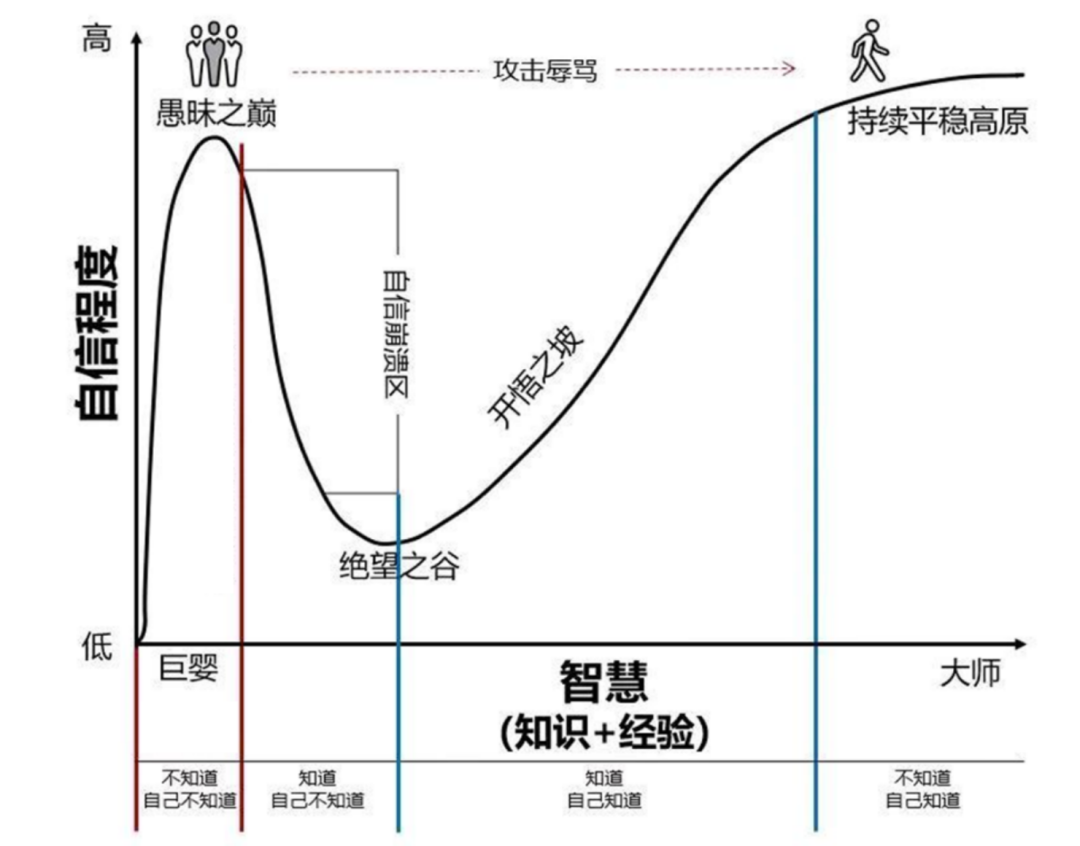 高
攻击辱骂
愚昧之巅
持续平稳高原
自信程度
自信崩溃区
开悟之坡
绝望之谷
低
巨婴
智慧
大师
(知识+经验)
不知道
自己不知道
知道
自己不知道
知道
自己知道
不知道
自己知道